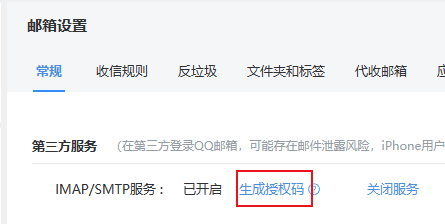 邮箱设置
常规 收信规则 反垃圾 文件夹和标签 代收邮箱
第三方服务 (在第三方登录QQ邮箱，可能存在邮件泄露风险，iPhone用户
IMAP/SMTP服务： 已开启 生成授权码 ? 关闭服务